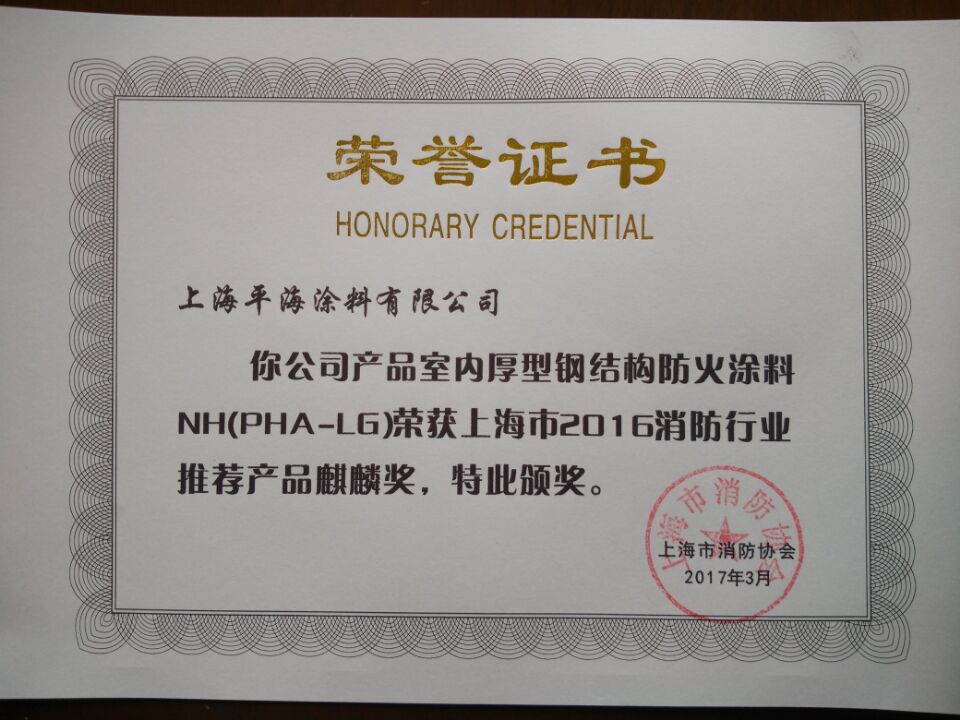 荣誉证书
HONORARY CREDENTIAL
上海平海涂料有限公司
你公司产品室内厚型钢结构防火涂料
NH(PHA-LG)荣获上海市2016消防行业
推荐产品麒麟奖，特此颁奖。
上海市消防协会
上海市消防协会
2017年3月